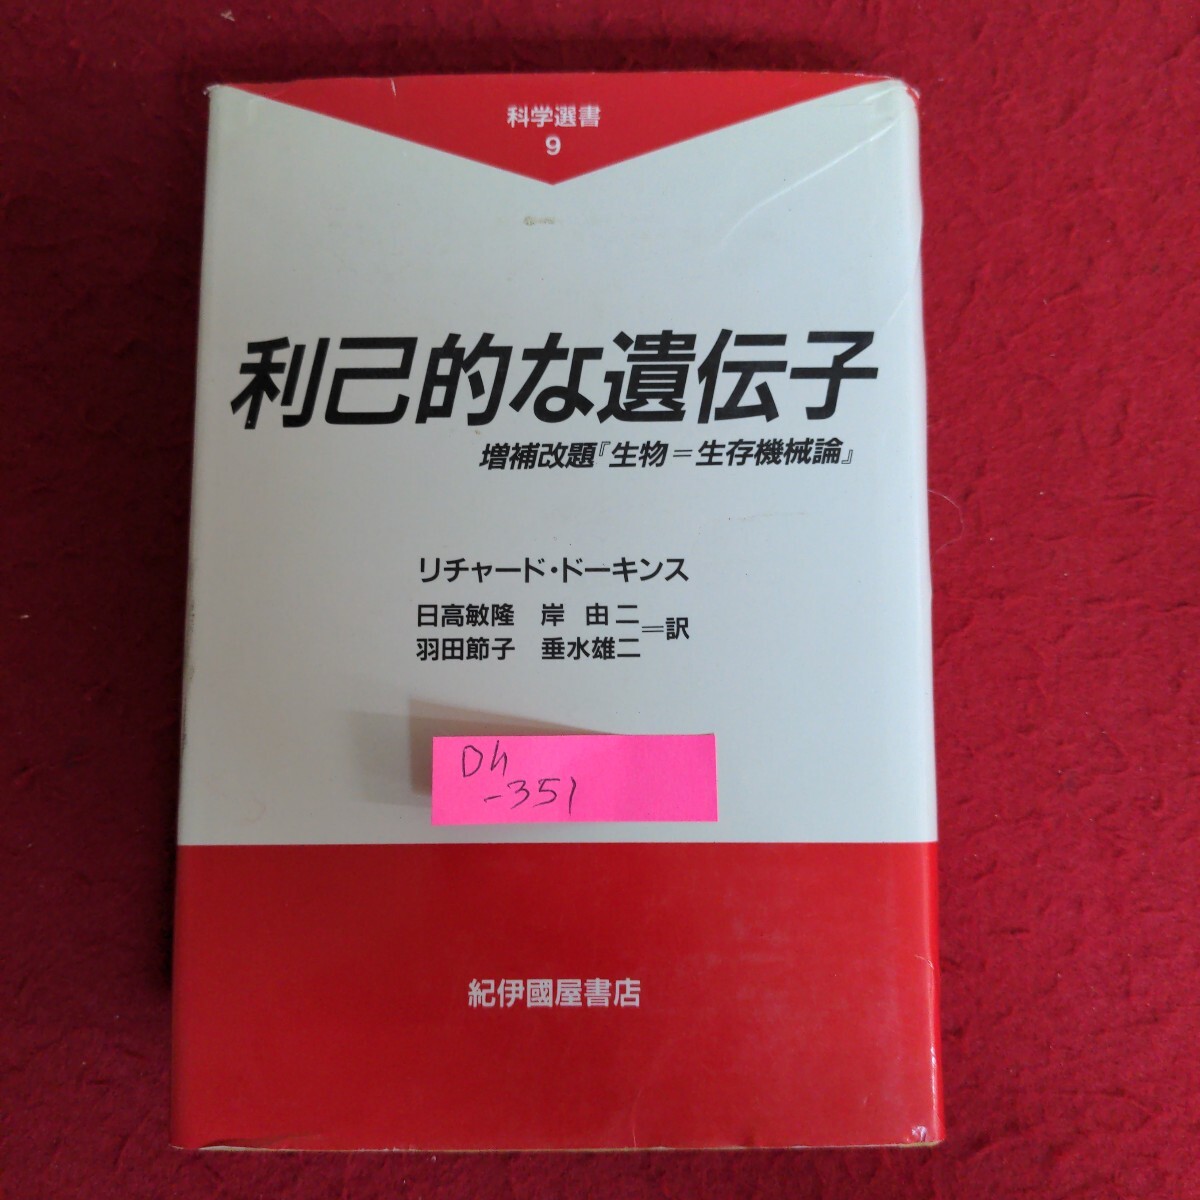 科学選書
9
利己的な遺伝子
増補改題『生物＝生存機械論』
リチャード・ドーキンス
日高敏隆 岸 由二
羽田節子 垂水雄二
＝訳
Dh
-351
紀伊國屋書店